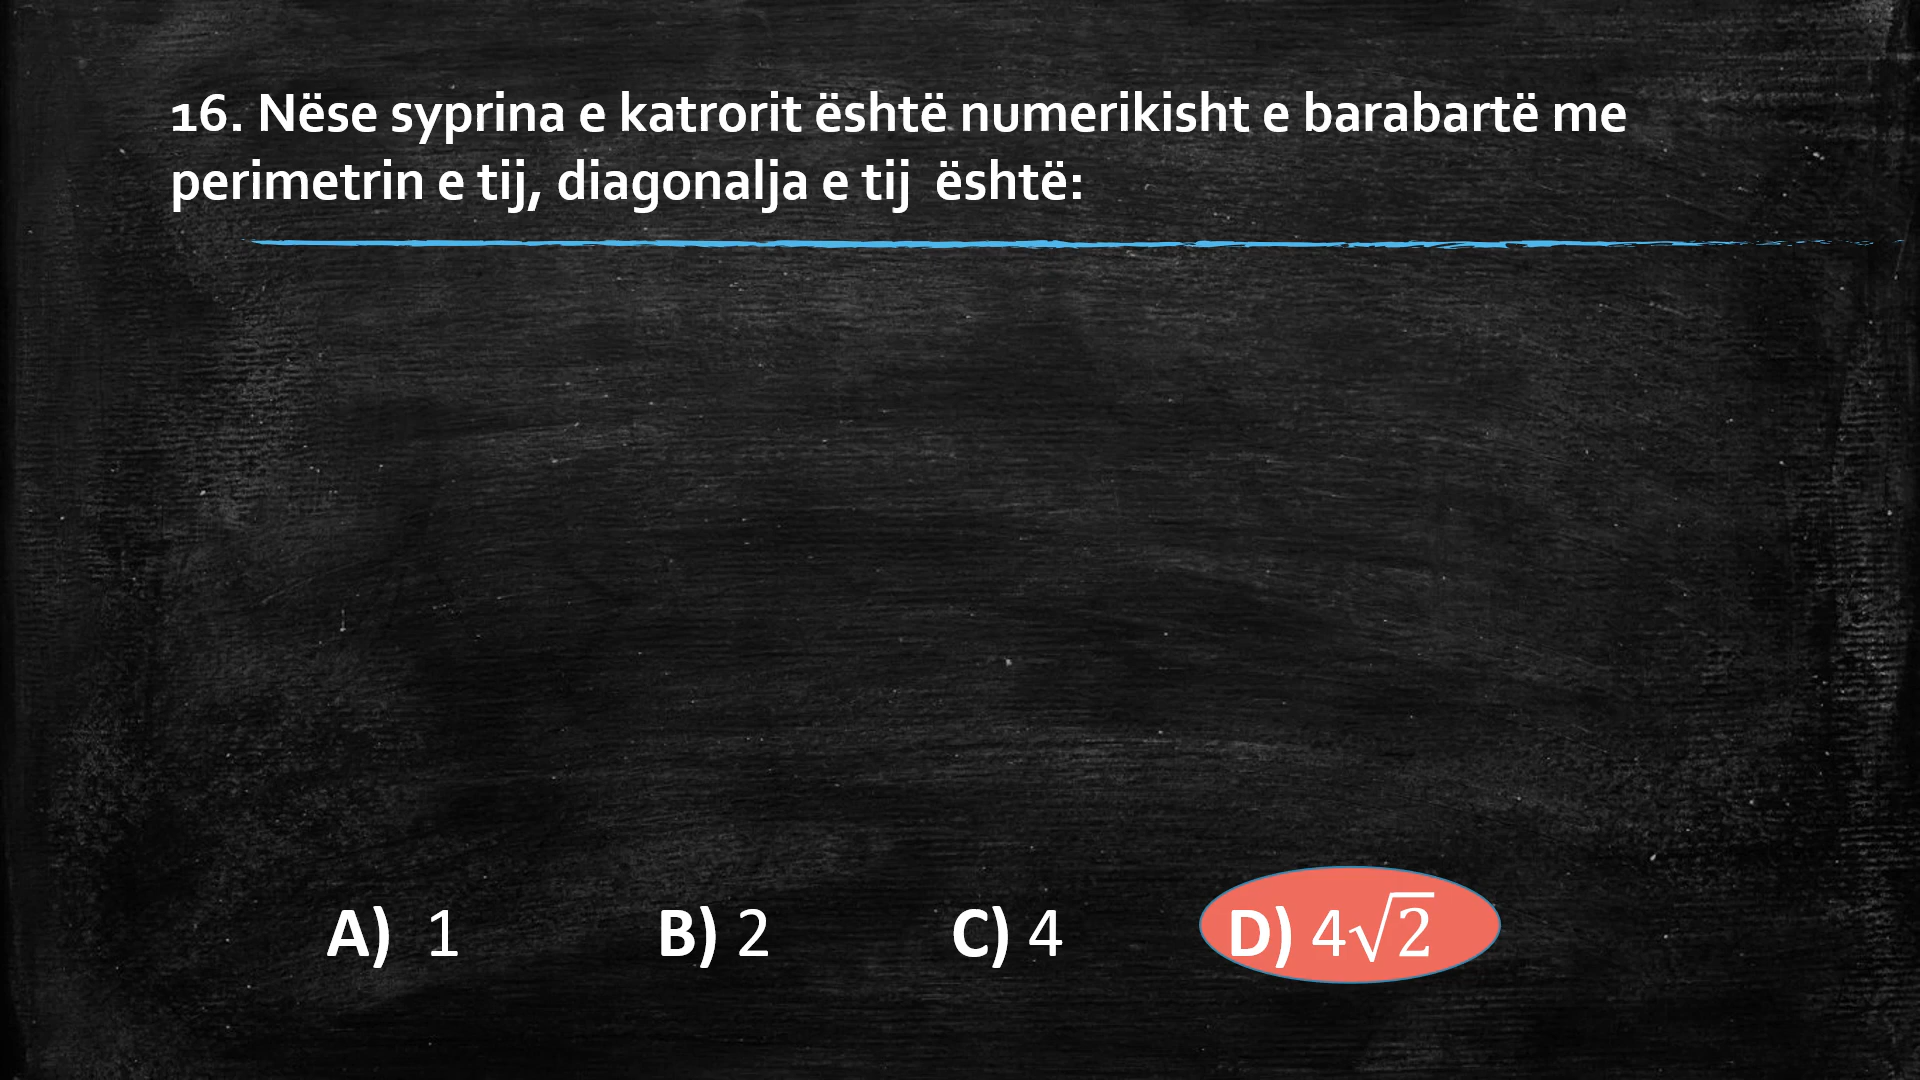 16. Nëse syprina e katrorit është numerikisht e barabartë me
perimetrin e tij, diagonalja e tij është:
A) 1 B) 2 C) 4 D) 4√2